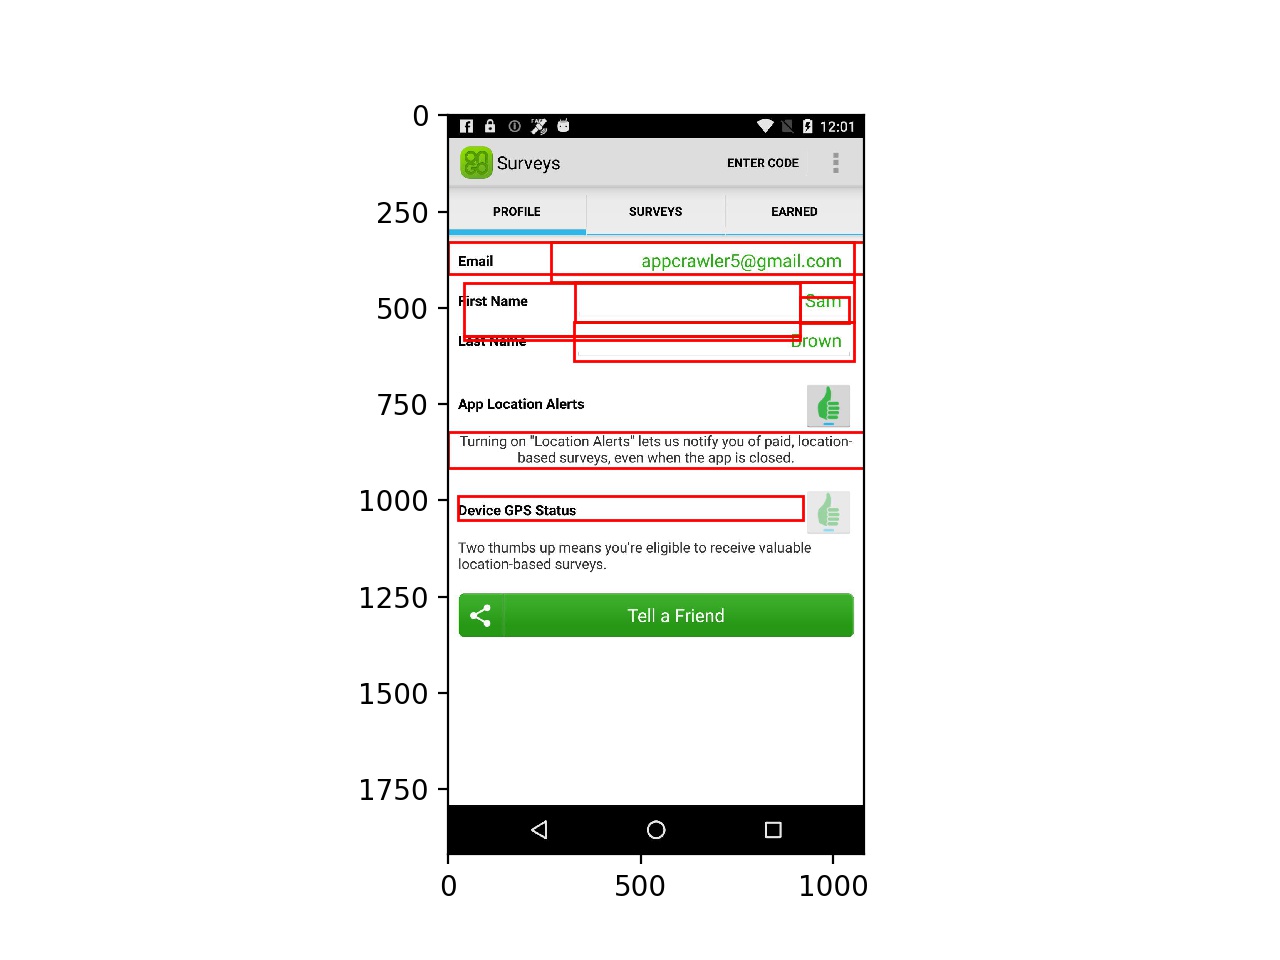 0
250
500
750
1000
1250
1500
1750
0
500
1000
12:01
Surveys
ENTER CODE
PROFILE
SURVEYS
EARNED
Email
appcrawler5@gmail.com
First Name
Sam
Last Name
Brown
App Location Alerts
Turning on "Location Alerts" lets us notify you of paid, location-
based surveys, even when the app is closed.
Device GPS Status
Two thumbs up means you're eligible to receive valuable
location-based surveys.
Tell a Friend